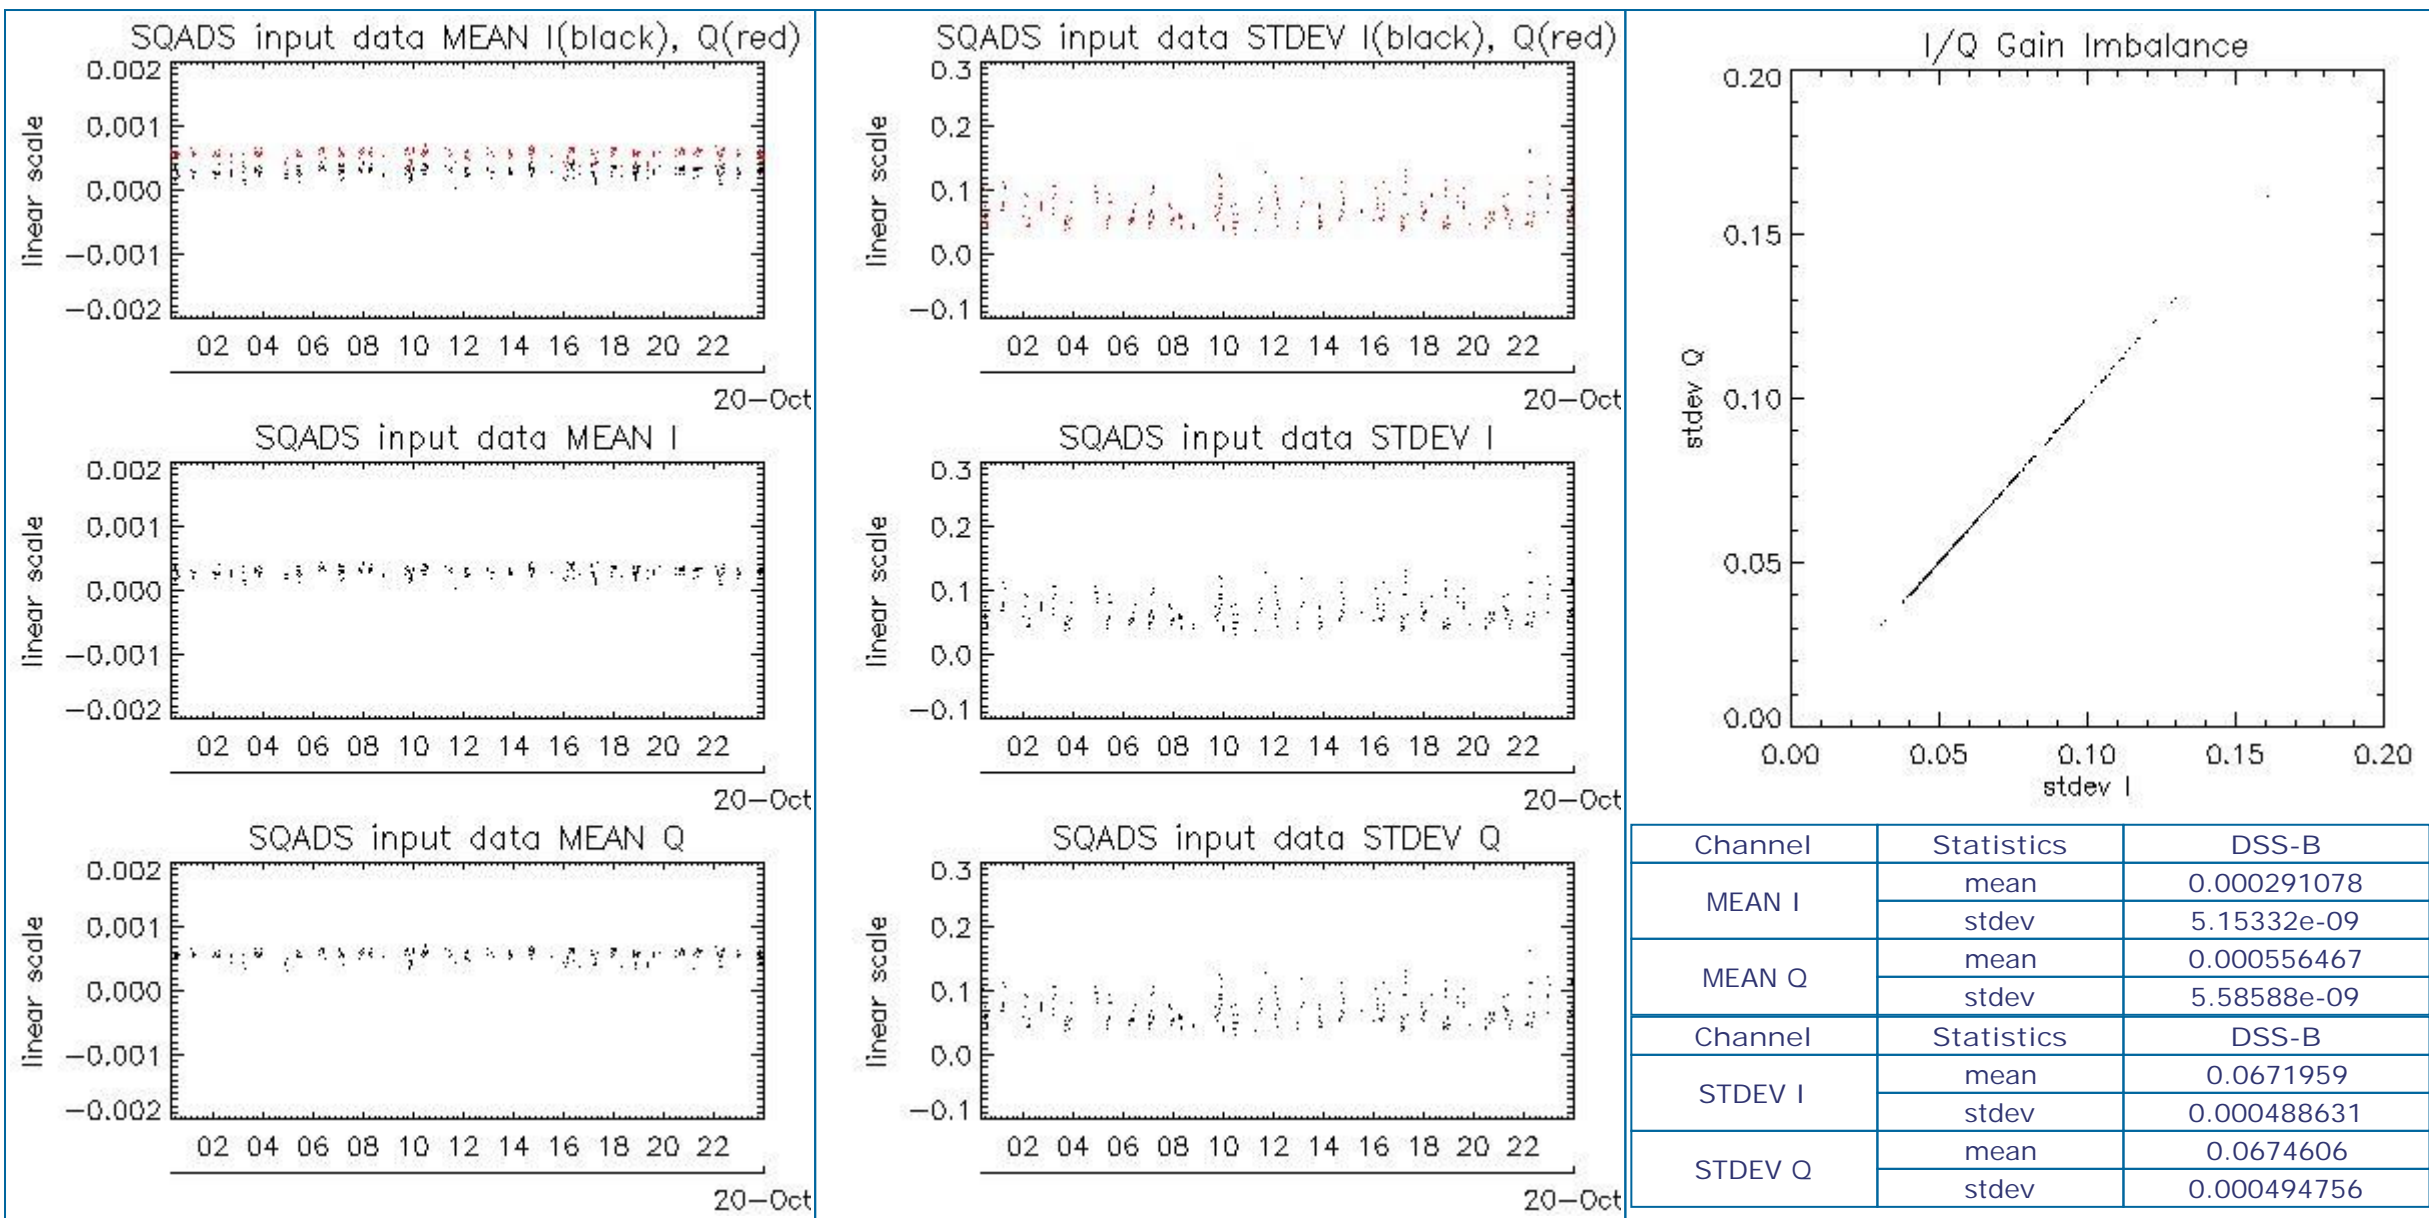 SQADS input data MEAN I(black), Q(red)
0.002
0.001
0.000
-0.001
-0.002
linear scale
02 04 06 08 10 12 14 16 18 20 22
20-Oct
SQADS input data MEAN I
0.002
0.001
0.000
-0.001
-0.002
linear scale
02 04 06 08 10 12 14 16 18 20 22
20-Oct
SQADS input data MEAN Q
0.002
0.001
0.000
-0.001
-0.002
linear scale
02 04 06 08 10 12 14 16 18 20 22
20-Oct
SQADS input data STDEV I(black), Q(red)
0.3
0.2
0.1
0.0
-0.1
linear scale
02 04 06 08 10 12 14 16 18 20 22
20-Oct
SQADS input data STDEV I
0.3
0.2
0.1
0.0
-0.1
linear scale
02 04 06 08 10 12 14 16 18 20 22
20-Oct
SQADS input data STDEV Q
0.3
0.2
0.1
0.0
-0.1
linear scale
02 04 06 08 10 12 14 16 18 20 22
20-Oct
I/Q Gain Imbalance
0.20
0.15
0.10
0.05
0.00
stdev Q
0.00 0.05 0.10 0.15 0.20
stdev I
Channel Statistics DSS-B
MEAN I mean 0.000291078
stdev 5.15332e-09
MEAN Q mean 0.000556467
stdev 5.58588e-09
Channel Statistics DSS-B
STDEV I mean 0.0671959
stdev 0.000488631
STDEV Q mean 0.0674606
stdev 0.000494756